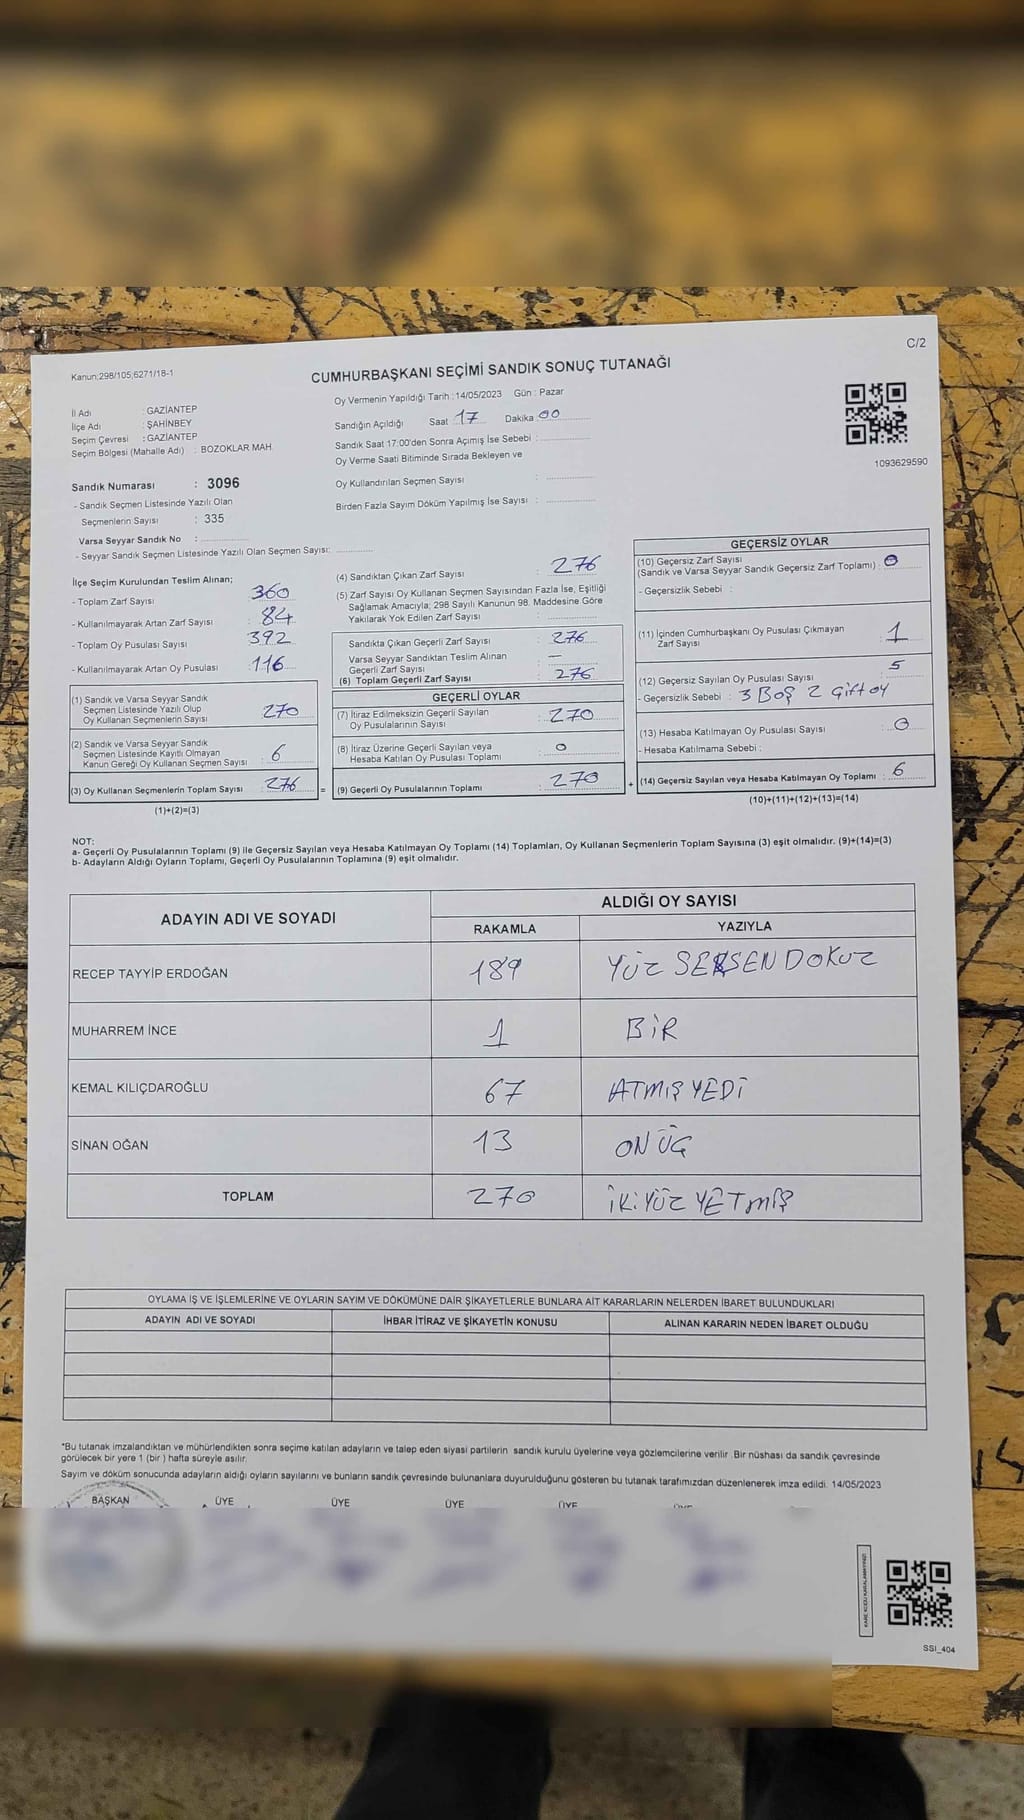 C/2
Kanun;298/105;6271/18-1
CUMHURBAŞKANI SEÇİMİ SANDIK SONUÇ TUTANAĞI
İl Adı : GAZİANTEP
İlçe Adı : ŞAHİNBEY
Seçim Çevresi : GAZİANTEP
Seçim Bölgesi (Mahalle Adı) : BOZOKLAR MAH
Oy Vermenin Yapıldığı Tarih : 14/05/2023 Gün : Pazar
Sandığın Açıldığı Saat 17 Dakika 00
Sandık Saat 17:00'den Sonra Açımış İse Sebebi :
Oy Verme Saati Bitiminde Sırada Bekleyen ve
Oy Kullandırılan Seçmen Sayısı :
Birden Fazla Sayım Döküm Yapılmış İse Sayısı :
1093629590
Sandık Numarası : 3096
- Sandık Seçmen Listesinde Yazılı Olan
Seçmenlerin Sayısı : 335
Varsa Seyyar Sandık No :
- Seyyar Sandık Seçmen Listesinde Yazılı Olan Seçmen Sayısı:
İlçe Seçim Kurulundan Teslim Alınan;
- Toplam Zarf Sayısı : 360
- Kullanılmayarak Artan Zarf Sayısı : 84
- Toplam Oy Pusulası Sayısı : 392
- Kullanılmayarak Artan Oy Pusulası : 116
(1) Sandık ve Varsa Seyyar Sandık
Seçmen Listesinde Yazılı Olup
Oy Kullanan Seçmenlerin Sayısı : 270
(2) Sandık ve Varsa Seyyar Sandık
Seçmen Listesinde Kayıtlı Olmayan
Kanun Gereği Oy Kullanan Seçmen Sayısı : 6
(3) Oy Kullanan Seçmenlerin Toplam Sayısı : 276 =
(1)+(2)=(3)
(4) Sandıktan Çıkan Zarf Sayısı : 276
(5) Zarf Sayısı Oy Kullanan Seçmen Sayısından Fazla İse, Eşitliği
Sağlamak Amacıyla; 298 Sayılı Kanunun 98. Maddesine Göre
Yakılarak Yok Edilen Zarf Sayısı :
Sandıkta Çıkan Geçerli Zarf Sayısı : 276
Varsa Seyyar Sandıktan Teslim Alınan
Geçerli Zarf Sayısı : —
(6) Toplam Geçerli Zarf Sayısı : 276
GEÇERLİ OYLAR
(7) İtiraz Edilmeksizin Geçerli Sayılan
Oy Pusulalarının Sayısı : 270
(8) İtiraz Üzerine Geçerli Sayılan veya
Hesaba Katılan Oy Pusulası Toplamı : 0
(9) Geçerli Oy Pusulalarının Toplamı : 270 +
GEÇERSİZ OYLAR
(10) Geçersiz Zarf Sayısı
(Sandık ve Varsa Seyyar Sandık Geçersiz Zarf Toplamı) : 0
- Geçersizlik Sebebi :
(11) İçinden Cumhurbaşkanı Oy Pusulası Çıkmayan
Zarf Sayısı : 1
(12) Geçersiz Sayılan Oy Pusulası Sayısı : 5
- Geçersizlik Sebebi : 3 BOŞ 2 Çift oy
(13) Hesaba Katılmayan Oy Pusulası Sayısı : 0
- Hesaba Katılmama Sebebi :
(14) Geçersiz Sayılan veya Hesaba Katılmayan Oy Toplamı : 6
(10)+(11)+(12)+(13)=(14)
NOT:
a- Geçerli Oy Pusulalarının Toplamı (9) ile Geçersiz Sayılan veya Hesaba Katılmayan Oy Toplamı (14) Toplamları, Oy Kullanan Seçmenlerin Toplam Sayısına (3) eşit olmalıdır. (9)+(14)=(3)
b- Adayların Aldığı Oyların Toplamı, Geçerli Oy Pusulalarının Toplamına (9) eşit olmalıdır.
ADAYIN ADI VE SOYADI ALDIĞI OY SAYISI
RAKAMLA YAZIYLA
RECEP TAYYİP ERDOĞAN 189 YÜZ SEKSEN DOKUZ
MUHARREM İNCE 1 BİR
KEMAL KILIÇDAROĞLU 67 ATMIŞ YEDİ
SİNAN OĞAN 13 ON ÜÇ
TOPLAM 270 İKİ YÜZ YETMİŞ
OYLAMA İŞ VE İŞLEMLERİNE VE OYLARIN SAYIM VE DÖKÜMÜNE DAİR ŞİKAYETLERLE BUNLARA AİT KARARLARIN NELERDEN İBARET BULUNDUKLARI
ADAYIN ADI VE SOYADI İHBAR İTİRAZ VE ŞİKAYETİN KONUSU ALINAN KARARIN NEDEN İBARET OLDUĞU
*Bu tutanak imzalandıktan ve mühürlendikten sonra seçime katılan adayların ve talep eden siyasi partilerin sandık kurulu üyelerine veya gözlemcilerine verilir. Bir nüshası da sandık çevresinde
görülecek bir yere 1 (bir ) hafta süreyle asılır.
Sayım ve döküm sonucunda adayların aldığı oyların sayılarını ve bunların sandık çevresinde bulunanlara duyurulduğunu gösteren bu tutanak tarafımızdan düzenlenerek imza edildi. 14/05/2023
BAŞKAN ÜYE ÜYE ÜYE ÜYE
SSI_404